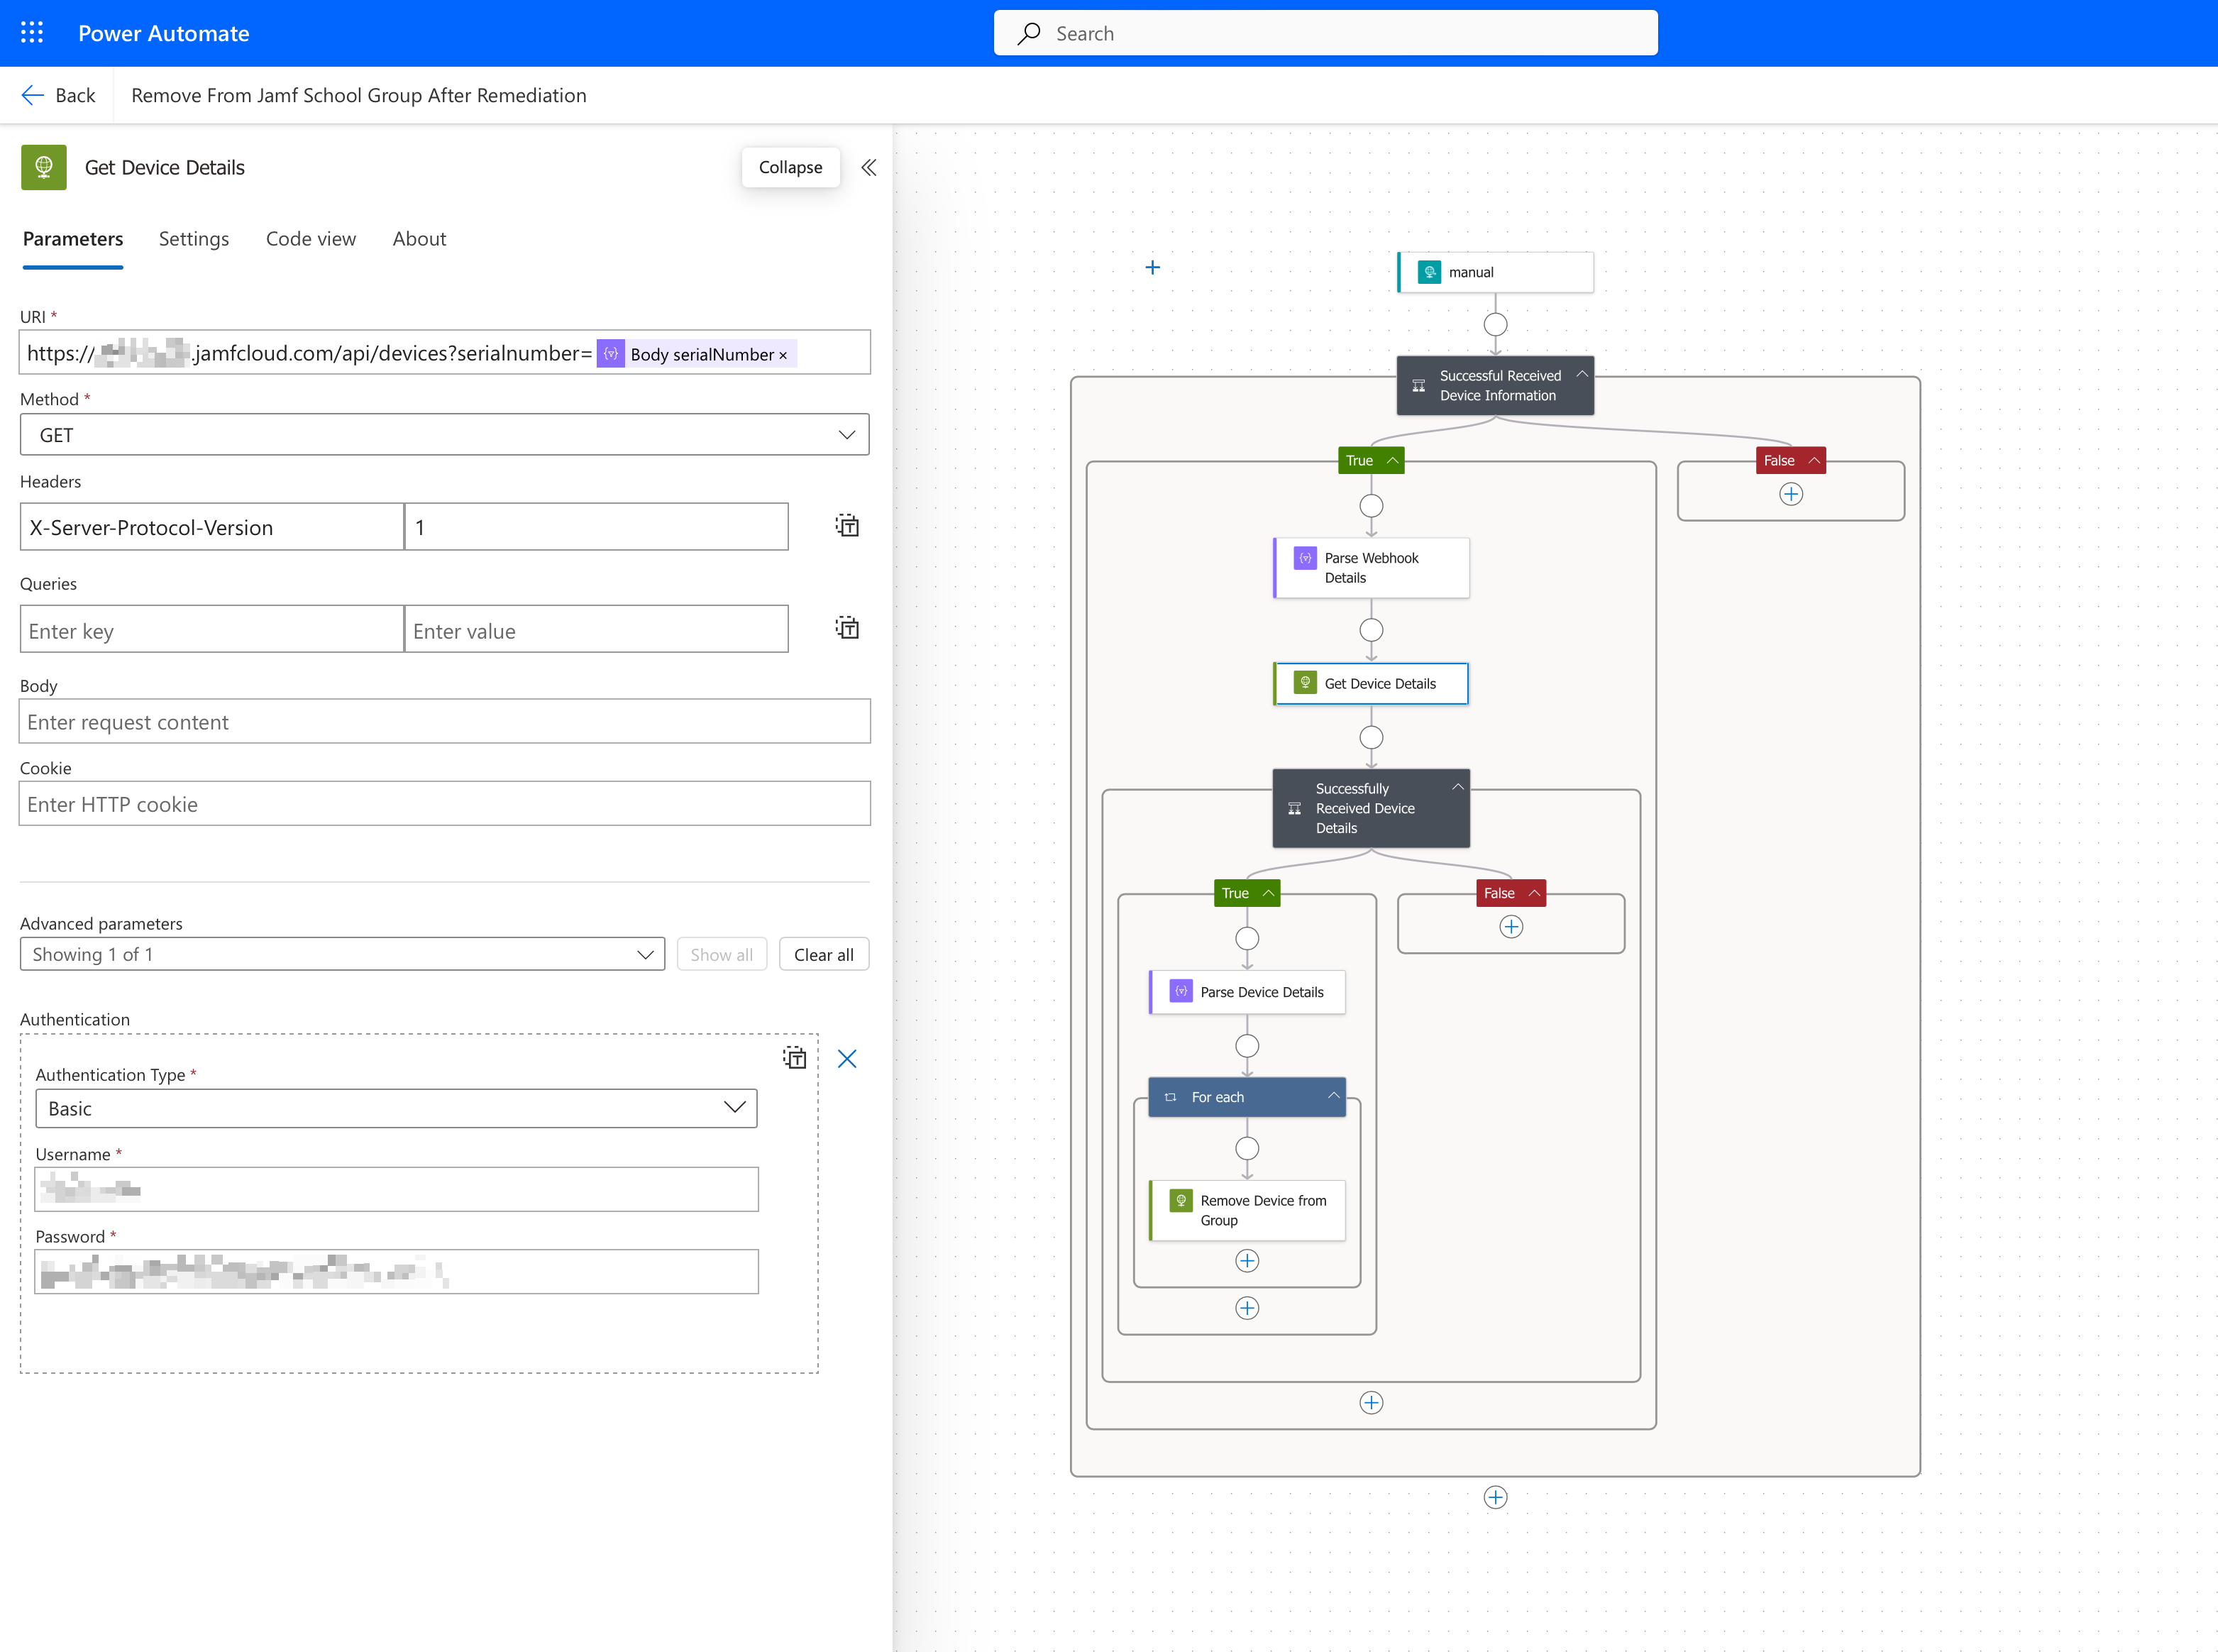 Power Automate
Search
Back
Remove From Jamf School Group After Remediation
Get Device Details
Collapse
Parameters
Settings
Code view
About
URI *
https://
.jamfcloud.com/api/devices?serialnumber=
Body serialNumber ×
Method *
GET
Headers
X-Server-Protocol-Version
1
Queries
Enter key
Enter value
Body
Enter request content
Cookie
Enter HTTP cookie
Advanced parameters
Showing 1 of 1
Show all
Clear all
Authentication
Authentication Type *
Basic
Username *
Password *
manual
Successful Received
Device Information
True
False
Parse Webhook
Details
Get Device Details
Successfully
Received Device
Details
True
False
Parse Device Details
For each
Remove Device from
Group